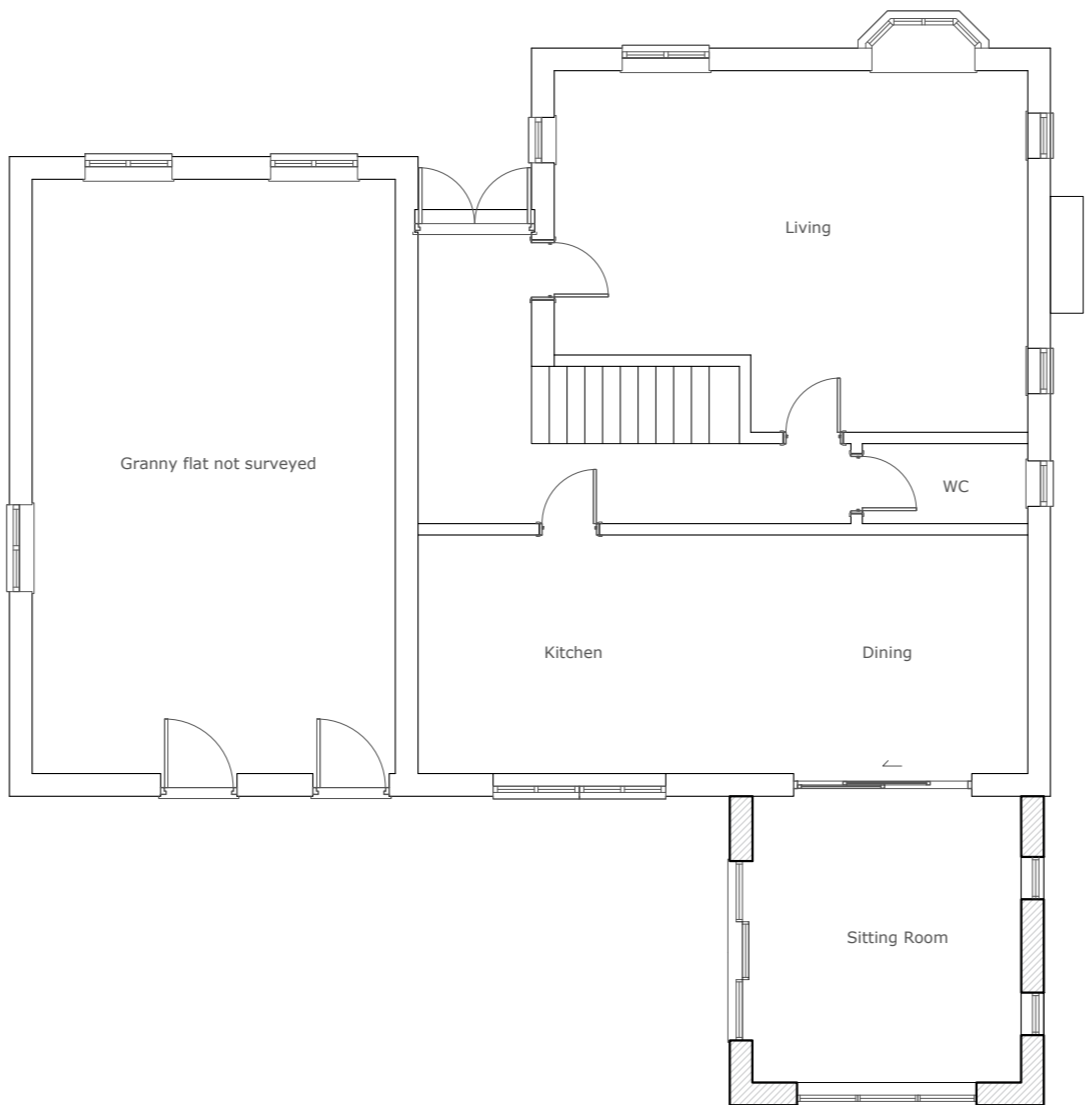 Living
Granny flat not surveyed
WC
Kitchen
Dining
Sitting Room